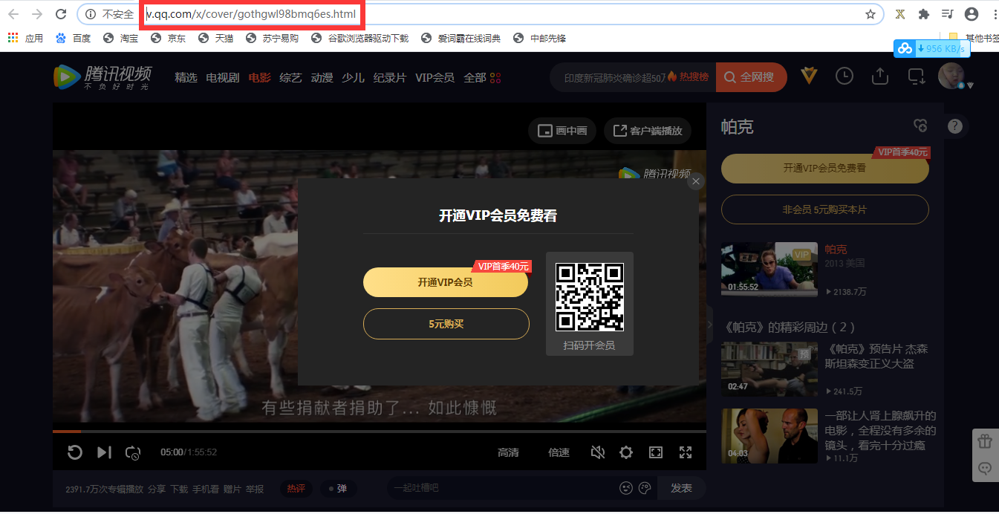 不安全 v.qq.com/x/cover/gothgwl98bmq6es.html
应用 百度 淘宝 京东 天猫 苏宁易购 谷歌浏览器驱动下载 爱词霸在线词典 中邮先锋 其他书签
956 KB/s
腾讯视频
不负好时光
精选 电视剧 电影 综艺 动漫 少儿 纪录片 VIP会员 全部
印度新冠肺炎确诊超50万 热搜榜 全网搜
画中画 客户端播放
腾讯视频
开通VIP会员免费看
VIP首季40元
开通VIP会员
5元购买
扫码开会员
有些捐献者捐助了... 如此慷慨
05:00/1:55:52 高清 倍速
2391.7万次专辑播放 分享 下载 手机看 赠片 举报 热评 弹 一起吐槽吧 发表
帕克
VIP首季40元
开通VIP会员免费看
非会员 5元购买本片
VIP
01:55:52
帕克
2013 美国
2138.7万
《帕克》的精彩周边（2）
预
02:47
《帕克》预告片 杰森
斯坦森变正义大盗
241.5万
04:03
一部让人肾上腺飙升的
电影，全程没有多余的
镜头，看完十分过瘾
11.1万